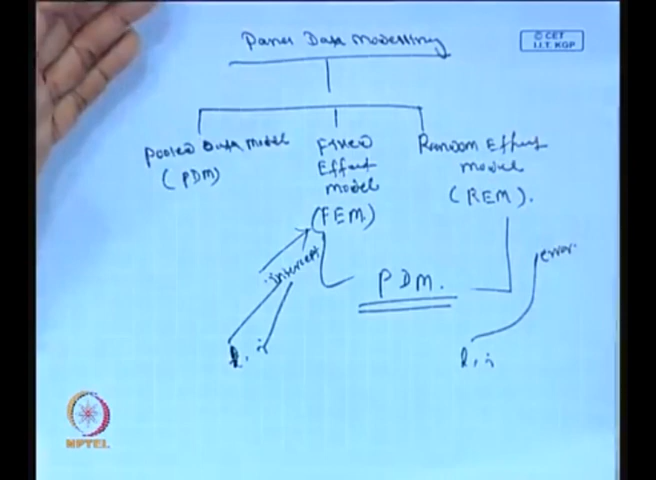 Panel Data Modelling
© CET
I.I.T. KGP
Pooled Data Model
(PDM)
Fixed
Effect
Model
(FEM)
Random Effect
Model
(REM).
intercept
PDM.
error.
NPTEL